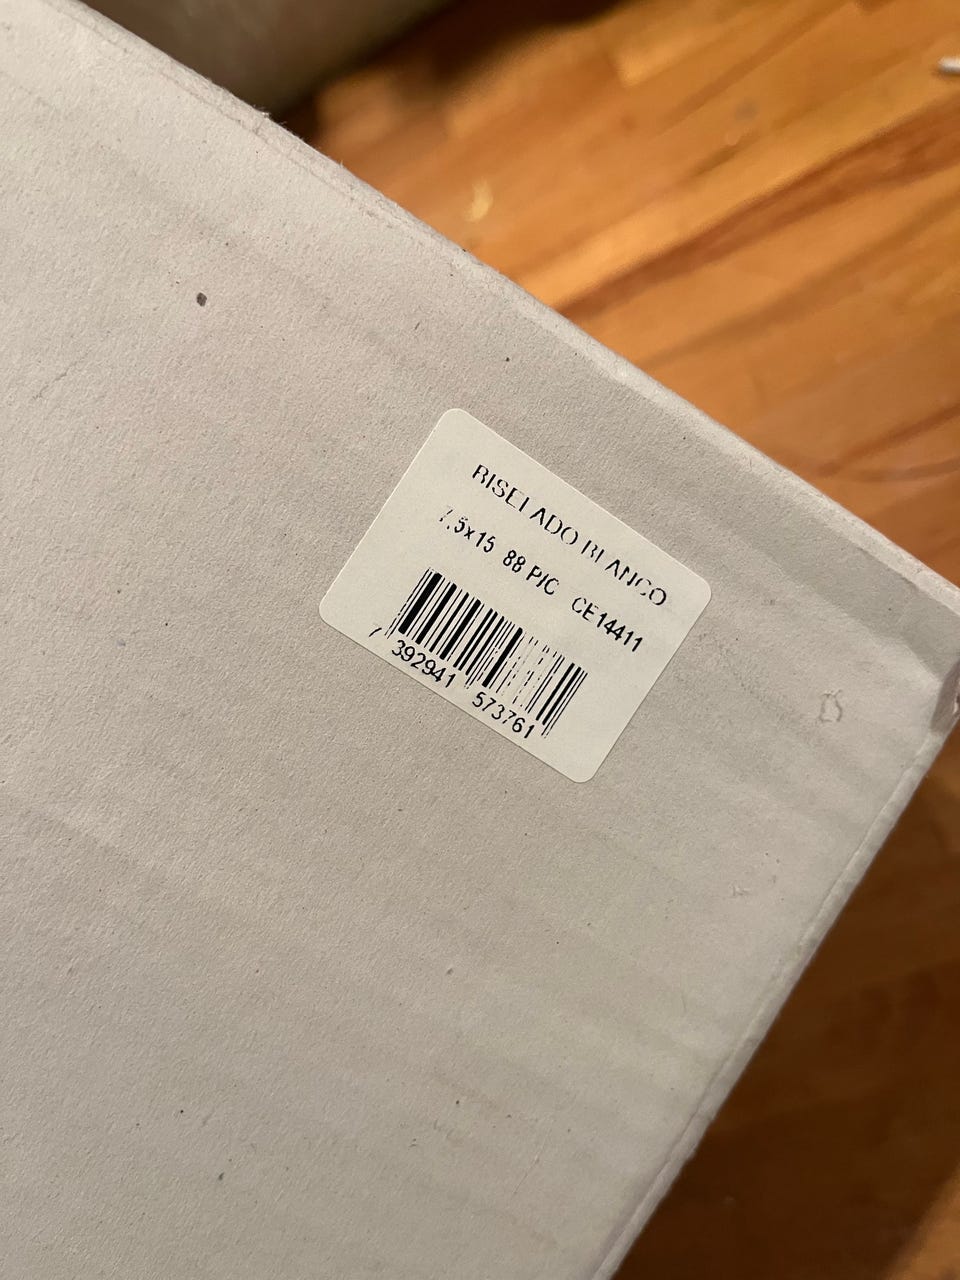 BISELADO BLANCO
7.5x15 88 P/C CE14411
7 392941 573761